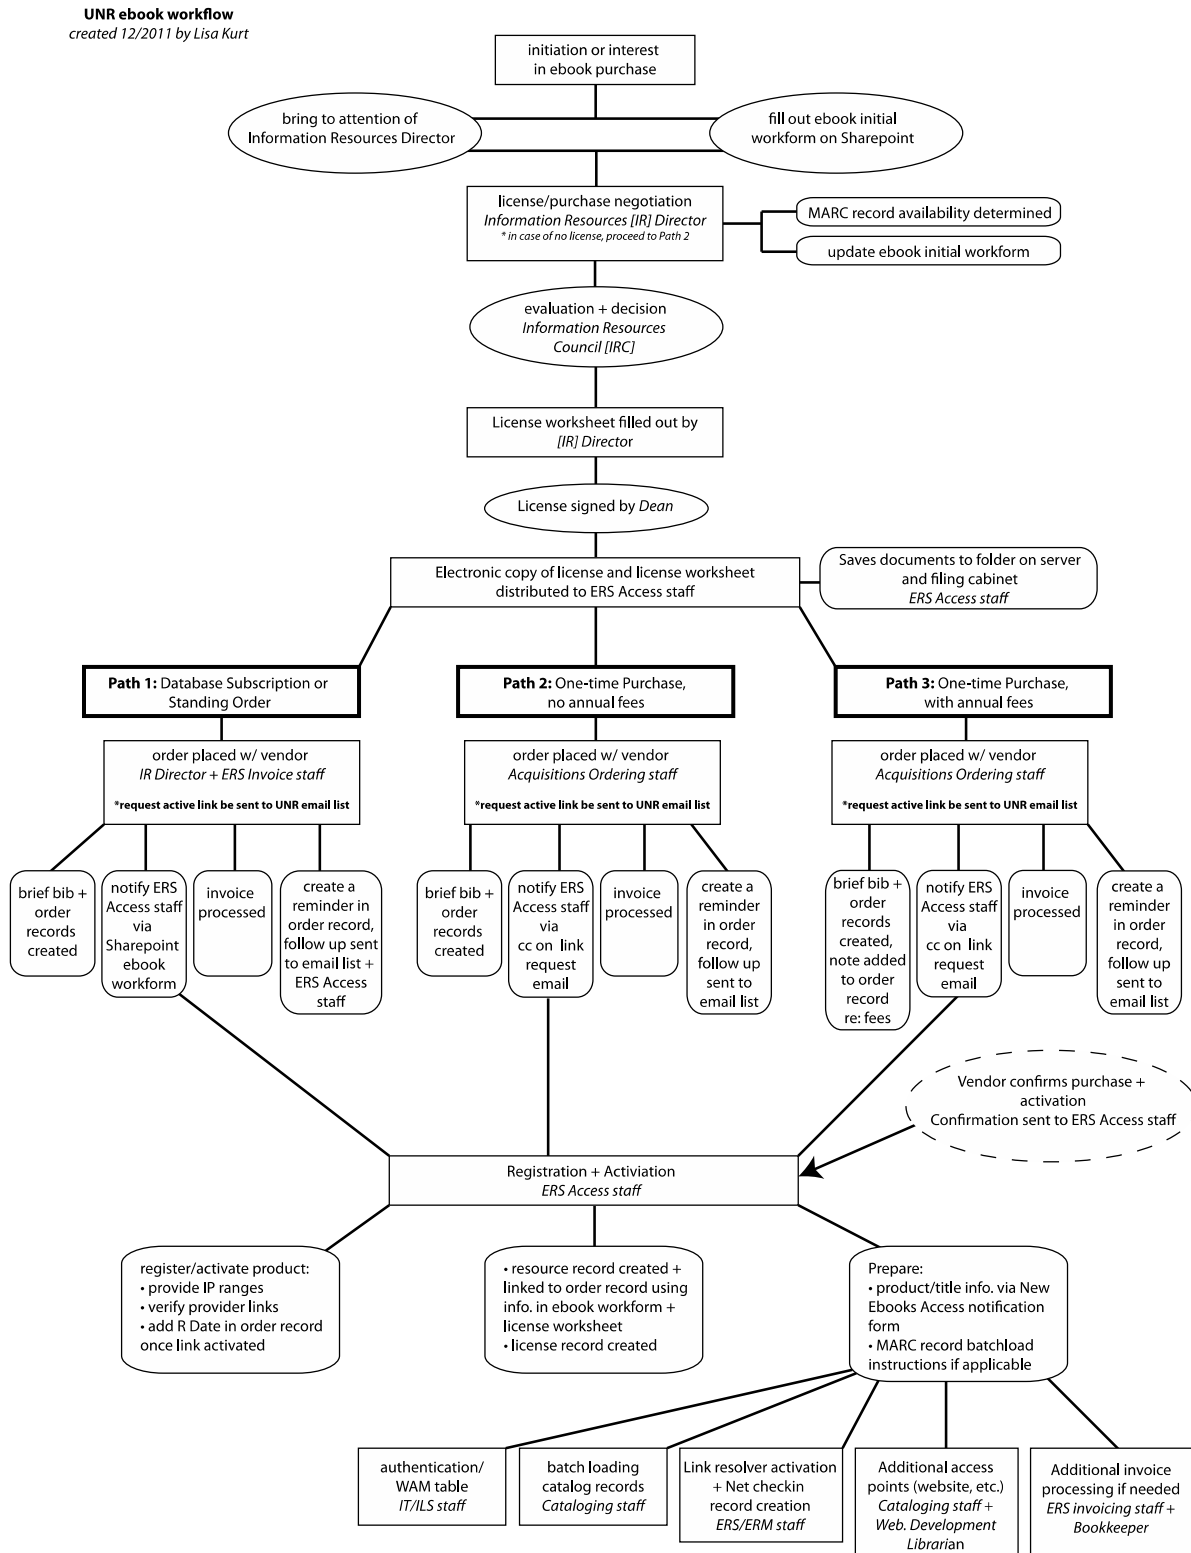 UNR ebook workflow
created 12/2011 by Lisa Kurt
initiation or interest
in ebook purchase
bring to attention of
Information Resources Director
fill out ebook initial
workform on Sharepoint
license/purchase negotiation
Information Resources [IR] Director
* in case of no license, proceed to Path 2
MARC record availability determined
update ebook initial workform
evaluation + decision
Information Resources
Council [IRC]
License worksheet filled out by
[IR] Director
License signed by Dean
Electronic copy of license and license worksheet
distributed to ERS Access staff
Saves documents to folder on server
and filing cabinet
ERS Access staff
Path 1: Database Subscription or
Standing Order
Path 2: One-time Purchase,
no annual fees
Path 3: One-time Purchase,
with annual fees
order placed w/ vendor
IR Director + ERS Invoice staff
*request active link be sent to UNR email list
order placed w/ vendor
Acquisitions Ordering staff
*request active link be sent to UNR email list
order placed w/ vendor
Acquisitions Ordering staff
*request active link be sent to UNR email list
brief bib +
order
records
created
notify ERS
Access staff
via
Sharepoint
ebook
workform
invoice
processed
create a
reminder in
order record,
follow up sent
to email list +
ERS Access
staff
brief bib +
order
records
created
notify ERS
Access staff
via
cc on link
request
email
invoice
processed
create a
reminder
in order
record,
follow up
sent to
email list
brief bib +
order
records
created,
note added
to order
record
re: fees
notify ERS
Access staff
via
cc on link
request
email
invoice
processed
create a
reminder
in order
record,
follow up
sent to
email list
Vendor confirms purchase +
activation
Confirmation sent to ERS Access staff
Registration + Activiation
ERS Access staff
register/activate product:
• provide IP ranges
• verify provider links
• add R Date in order record
once link activated
• resource record created +
linked to order record using
info. in ebook workform +
license worksheet
• license record created
Prepare:
• product/title info. via New
Ebooks Access notification
form
• MARC record batchload
instructions if applicable
authentication/
WAM table
IT/ILS staff
batch loading
catalog records
Cataloging staff
Link resolver activation
+ Net checkin
record creation
ERS/ERM staff
Additional access
points (website, etc.)
Cataloging staff +
Web. Development
Librarian
Additional invoice
processing if needed
ERS invoicing staff +
Bookkeeper